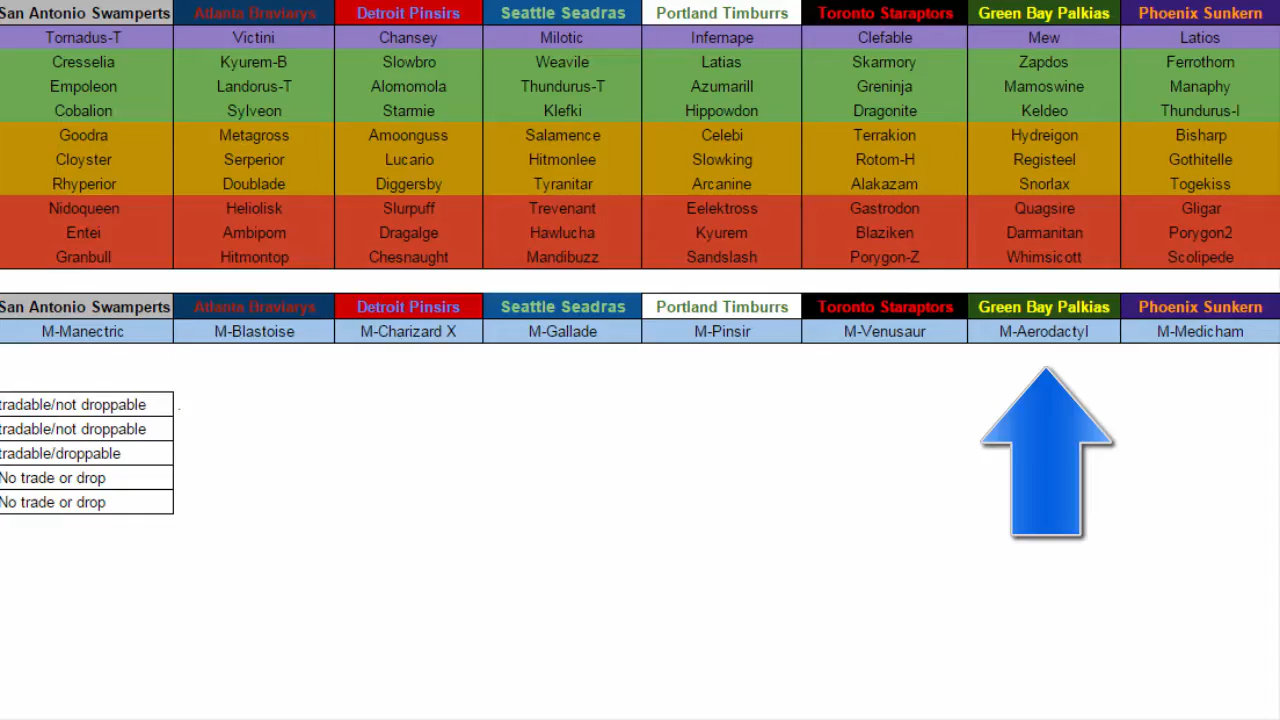 San Antonio Swamperts Atlanta Braviarys Detroit Pinsirs Seattle Seadras Portland Timburrs Toronto Staraptors Green Bay Palkias Phoenix Sunkern
Tornadus-T Victini Chansey Milotic Infernape Clefable Mew Latios
Cresselia Kyurem-B Slowbro Weavile Latias Skarmory Zapdos Ferrothorn
Empoleon Landorus-T Alomomola Thundurus-T Azumarill Greninja Mamoswine Manaphy
Cobalion Sylveon Starmie Klefki Hippowdon Dragonite Keldeo Thundurus-I
Goodra Metagross Amoonguss Salamence Celebi Terrakion Hydreigon Bisharp
Cloyster Serperior Lucario Hitmonlee Slowking Rotom-H Registeel Gothitelle
Rhyperior Doublade Diggersby Tyranitar Arcanine Alakazam Snorlax Togekiss
Nidoqueen Heliolisk Slurpuff Trevenant Eelektross Gastrodon Quagsire Gligar
Entei Ambipom Dragalge Hawlucha Kyurem Blaziken Darmanitan Porygon2
Granbull Hitmontop Chesnaught Mandibuzz Sandslash Porygon-Z Whimsicott Scolipede
San Antonio Swamperts Atlanta Braviarys Detroit Pinsirs Seattle Seadras Portland Timburrs Toronto Staraptors Green Bay Palkias Phoenix Sunkern
M-Manectric M-Blastoise M-Charizard X M-Gallade M-Pinsir M-Venusaur M-Aerodactyl M-Medicham
tradable/not droppable .
tradable/not droppable
tradable/droppable
No trade or drop
No trade or drop